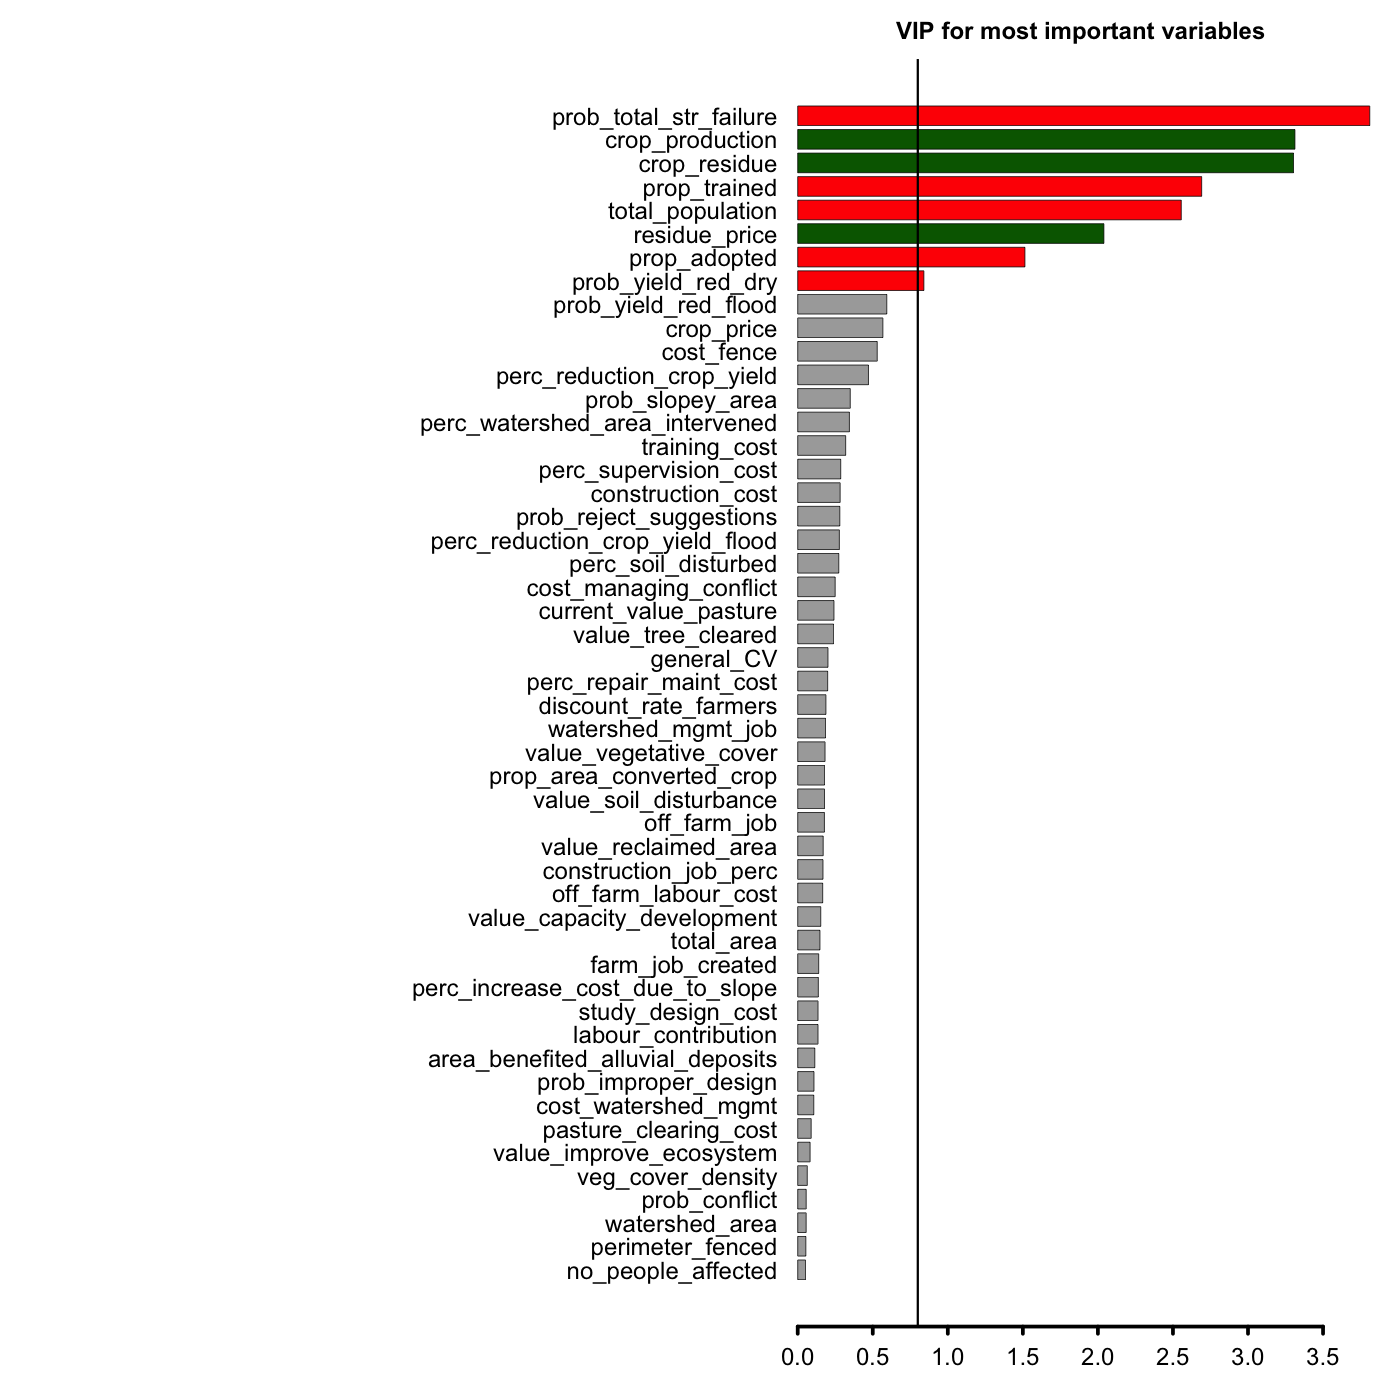 VIP for most important variables
prob_total_str_failure
crop_production
crop_residue
prop_trained
total_population
residue_price
prop_adopted
prob_yield_red_dry
prob_yield_red_flood
crop_price
cost_fence
perc_reduction_crop_yield
prob_slopey_area
perc_watershed_area_intervened
training_cost
perc_supervision_cost
construction_cost
prob_reject_suggestions
perc_reduction_crop_yield_flood
perc_soil_disturbed
cost_managing_conflict
current_value_pasture
value_tree_cleared
general_CV
perc_repair_maint_cost
discount_rate_farmers
watershed_mgmt_job
value_vegetative_cover
prop_area_converted_crop
value_soil_disturbance
off_farm_job
value_reclaimed_area
construction_job_perc
off_farm_labour_cost
value_capacity_development
total_area
farm_job_created
perc_increase_cost_due_to_slope
study_design_cost
labour_contribution
area_benefited_alluvial_deposits
prob_improper_design
cost_watershed_mgmt
pasture_clearing_cost
value_improve_ecosystem
veg_cover_density
prob_conflict
watershed_area
perimeter_fenced
no_people_affected
0.0 0.5 1.0 1.5 2.0 2.5 3.0 3.5